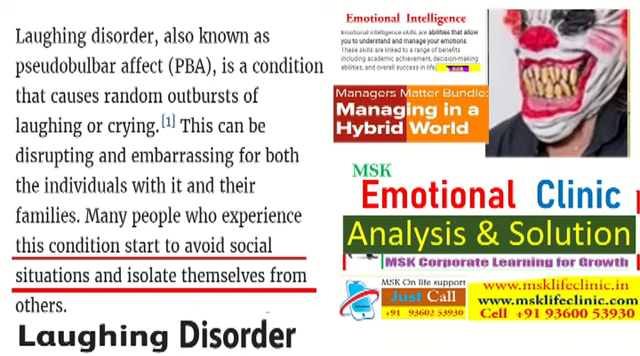 Laughing disorder, also known as
pseudobulbar affect (PBA), is a condition
that causes random outbursts of
laughing or crying.[1] This can be
disrupting and embarrassing for both
the individuals with it and their
families. Many people who experience
this condition start to avoid social
situations and isolate themselves from
others.
Laughing Disorder
Emotional Intelligence
Emotional intelligence skills are abilities that allow
you to understand and manage your emotions.
These skills are linked to a range of benefits
including academic achievement, decision-making
abilities, and overall success in life.
Managers Matter Bundle:
Managing in a
Hybrid World
MSK
Emotional Clinic
Analysis & Solution
MSK Corporate Learning for Growth
MSK On life support
Just Call
+91 93602 53930
www.msklifeclinic.in
www.msklifeclinic.com
Cell +91 93600 53930